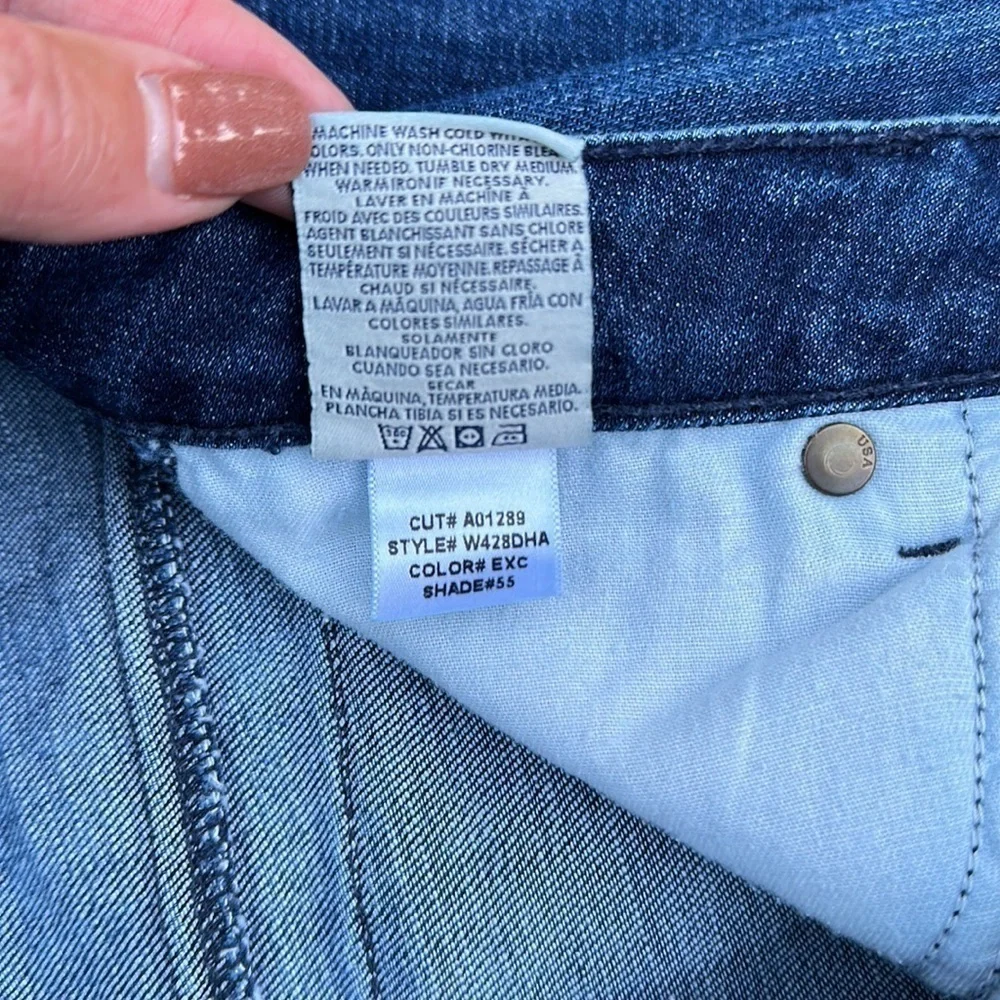 MACHINE WASH COLD
OLORS. ONLY NON-CHLORINE BLEA
WHEN NEEDED. TUMBLE DRY MEDIUM.
WARM IRON IF NECESSARY.
LAVER EN MACHINE À
FROID AVEC DES COULEURS SIMILAIRES.
AGENT BLANCHISSANT SANS CHLORE
SEULEMENT SI NÉCESSAIRE. SÉCHER À
TEMPÉRATURE MOYENNE. REPASSAGE À
CHAUD SI NÉCESSAIRE.
LAVAR A MÁQUINA, AGUA FRÍA CON
COLORES SIMILARES.
SOLAMENTE
BLANQUEADOR SIN CLORO
CUANDO SEA NECESARIO.
SECAR
EN MÁQUINA, TEMPERATURA MEDIA.
PLANCHA TIBIA SI ES NECESARIO.
CUT# A01289
STYLE# W428DHA
COLOR# EXC
SHADE#55
USA